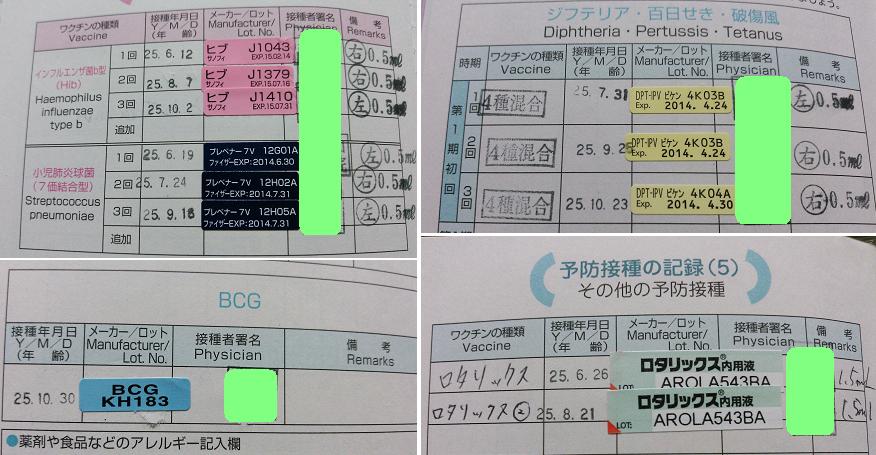 ワクチンの種類 接種年月日 メーカー/ロット 接種者署名 備 考
Vaccine Y/M/D Manufacturer/ Physician Remarks
(年 齢) Lot. No.
インフルエンザ菌b型
(Hib)
Haemophilus
influenzae
type b
1回 25. 6. 12 ヒブ J1043 右 0.5ml
サノフィ EXP.15.02.14
2回 25. 8. 7 ヒブ J1379 右 0.5ml
サノフィ EXP.15.07.16
3回 25. 10. 2 ヒブ J1410 左 0.5ml
サノフィ EXP.15.07.31
追加
小児肺炎球菌
(7価結合型)
Streptococcus
pneumoniae
1回 25. 6. 19 プレベナー7V 12G01A 左 0.5ml
ファイザーEXP:2014.6.30
2回 25. 7. 24 プレベナー7V 12H02A 右 0.5ml
ファイザーEXP:2014.7.31
3回 25. 9. 18 プレベナー7V 12H05A 左 0.5ml
ファイザーEXP:2014.7.31
追加
ジフテリア・百日せき・破傷風
Diphtheria・Pertussis・Tetanus
時期 ワクチンの種類 接種年月日 メーカー/ロット 接種者署名 備 考
Vaccine Y/M/D Manufacturer/ Physician Remarks
(年 齢) Lot. No.
第1期初回
1回 4種混合 25. 7. 31 DPT-IPV ビケン 4K03B 左 0.5ml
Exp. 2014. 4.24
2回 4種混合 25. 9. DPT-IPV ビケン 4K03B 右 0.5ml
Exp. 2014. 4.24
3回 4種混合 25. 10. 23 DPT-IPV ビケン 4K04A 右 0.5ml
Exp. 2014. 4.30
BCG
接種年月日 メーカー/ロット 接種者署名 備 考
Y/M/D Manufacturer/ Physician Remarks
(年 齢) Lot. No.
25. 10. 30 BCG
KH183
●薬剤や食品などのアレルギー記入欄
予防接種の記録(5)
その他の予防接種
ワクチンの種類 接種年月日 メーカー/ロット 接種者署名 備 考
Vaccine Y/M/D Manufacturer/ Physician Remarks
(年 齢) Lot. No.
ロタリックス 25. 6. 26 ロタリックス®内用液 1.5ml
LOT: AROLA543BA
ロタリックス② 25. 8. 21 ロタリックス®内用液 1.5ml
LOT: AROLA543BA